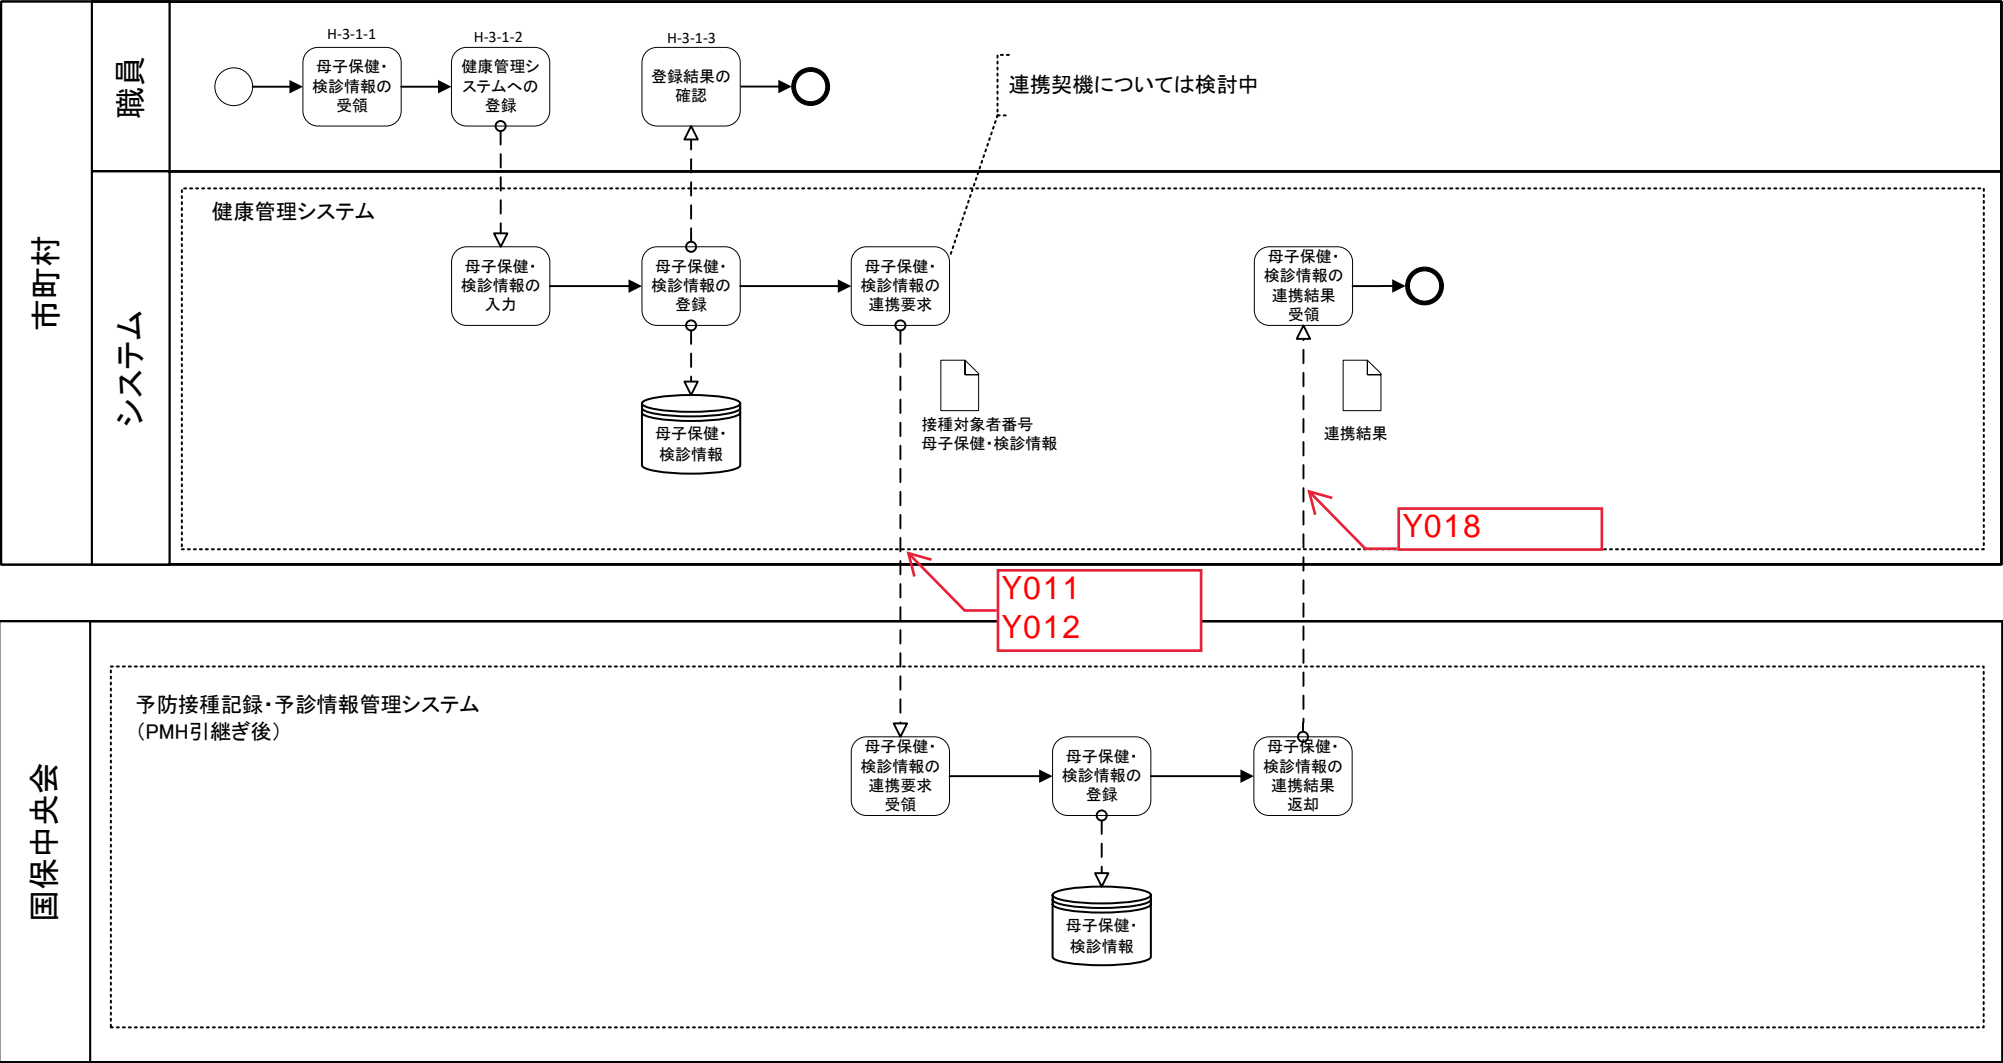 市町村
職員
H-3-1-1
母子保健・
検診情報の
受領
H-3-1-2
健康管理シ
ステムへの
登録
H-3-1-3
登録結果の
確認
連携契機については検討中
システム
健康管理システム
母子保健・
検診情報の
入力
母子保健・
検診情報の
登録
母子保健・
検診情報の
連携要求
母子保健・
検診情報の
連携結果
受領
母子保健・
検診情報
接種対象者番号
母子保健・検診情報
連携結果
Y018
Y011
Y012
国保中央会
予防接種記録・予診情報管理システム
（PMH引継ぎ後）
母子保健・
検診情報の
連携要求
受領
母子保健・
検診情報の
登録
母子保健・
検診情報の
連携結果
返却
母子保健・
検診情報